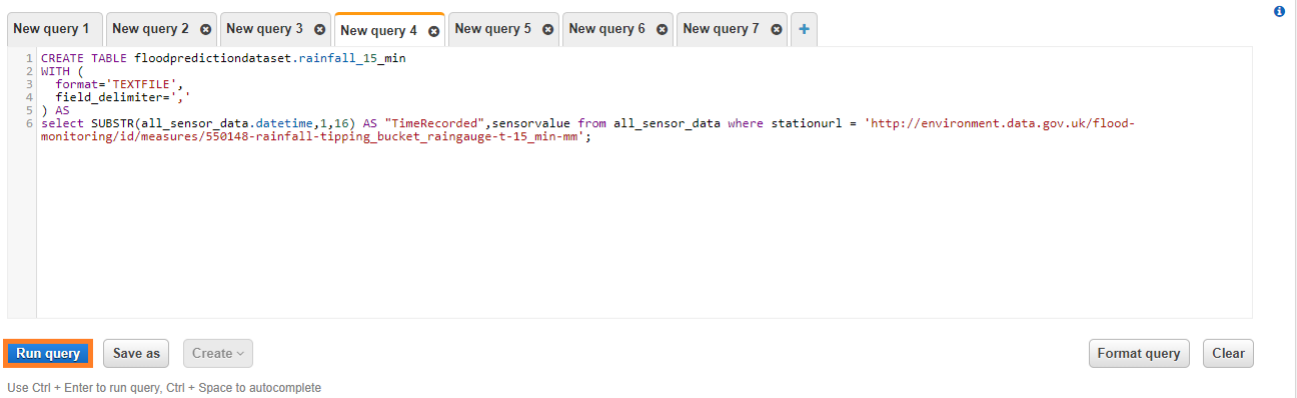 New query 1 New query 2 New query 3 New query 4 New query 5 New query 6 New query 7 +
1 CREATE TABLE floodpredictiondataset.rainfall_15_min
2 WITH (
3 format='TEXTFILE',
4 field_delimiter=','
5 ) AS
6 select SUBSTR(all_sensor_data.datetime,1,16) AS "TimeRecorded",sensorvalue from all_sensor_data where stationurl = 'http://environment.data.gov.uk/flood-
monitoring/id/measures/550148-rainfall-tipping_bucket_raingauge-t-15_min-mm';
Run query Save as Create Format query Clear
Use Ctrl + Enter to run query, Ctrl + Space to autocomplete